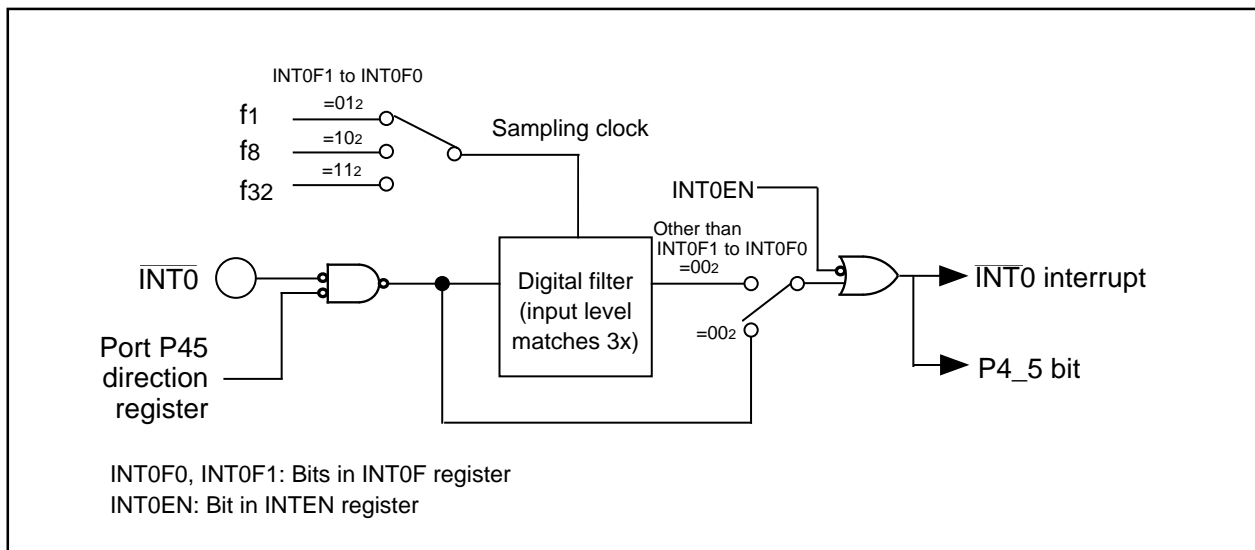 INT0F1 to INT0F0
f1
=012
f8
=102
f32
=112
Sampling clock
INT0EN
Other than
INT0F1 to INT0F0
=002
INT0
Digital filter
(input level
matches 3x)
=002
INT0 interrupt
Port P45
direction
register
P4_5 bit
INT0F0, INT0F1: Bits in INT0F register
INT0EN: Bit in INTEN register